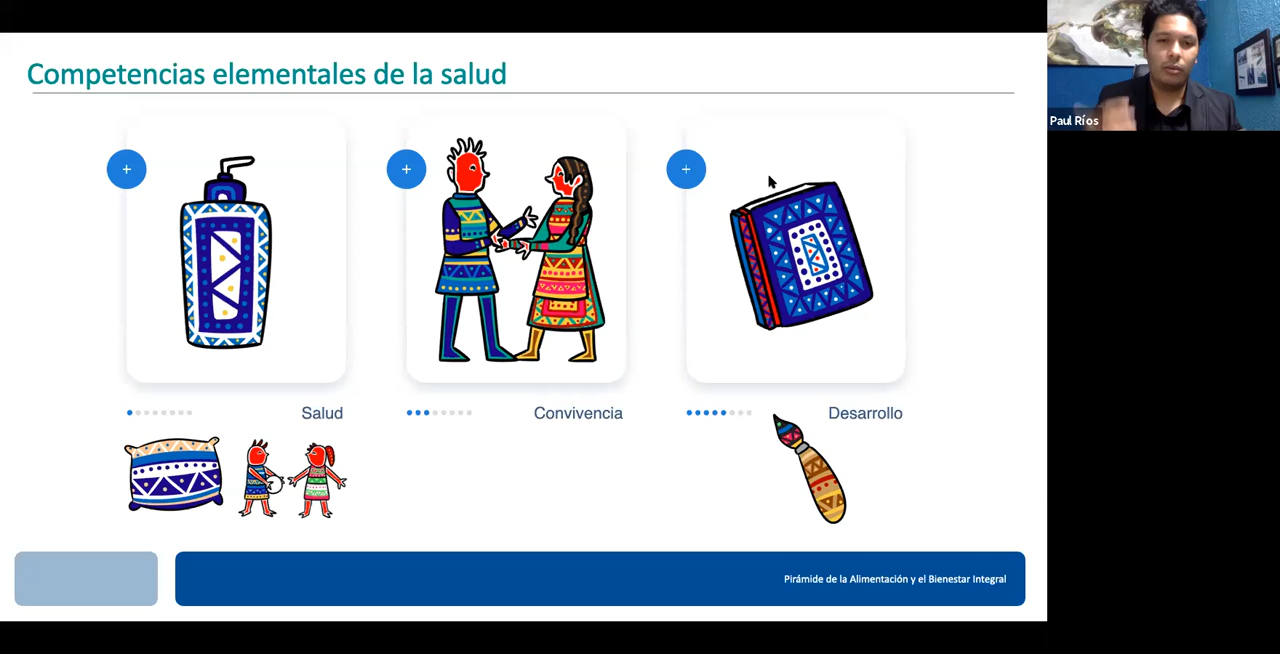 Competencias elementales de la salud
Paul Ríos
+
+
+
Salud
Convivencia
Desarrollo
Pirámide de la Alimentación y el Bienestar Integral